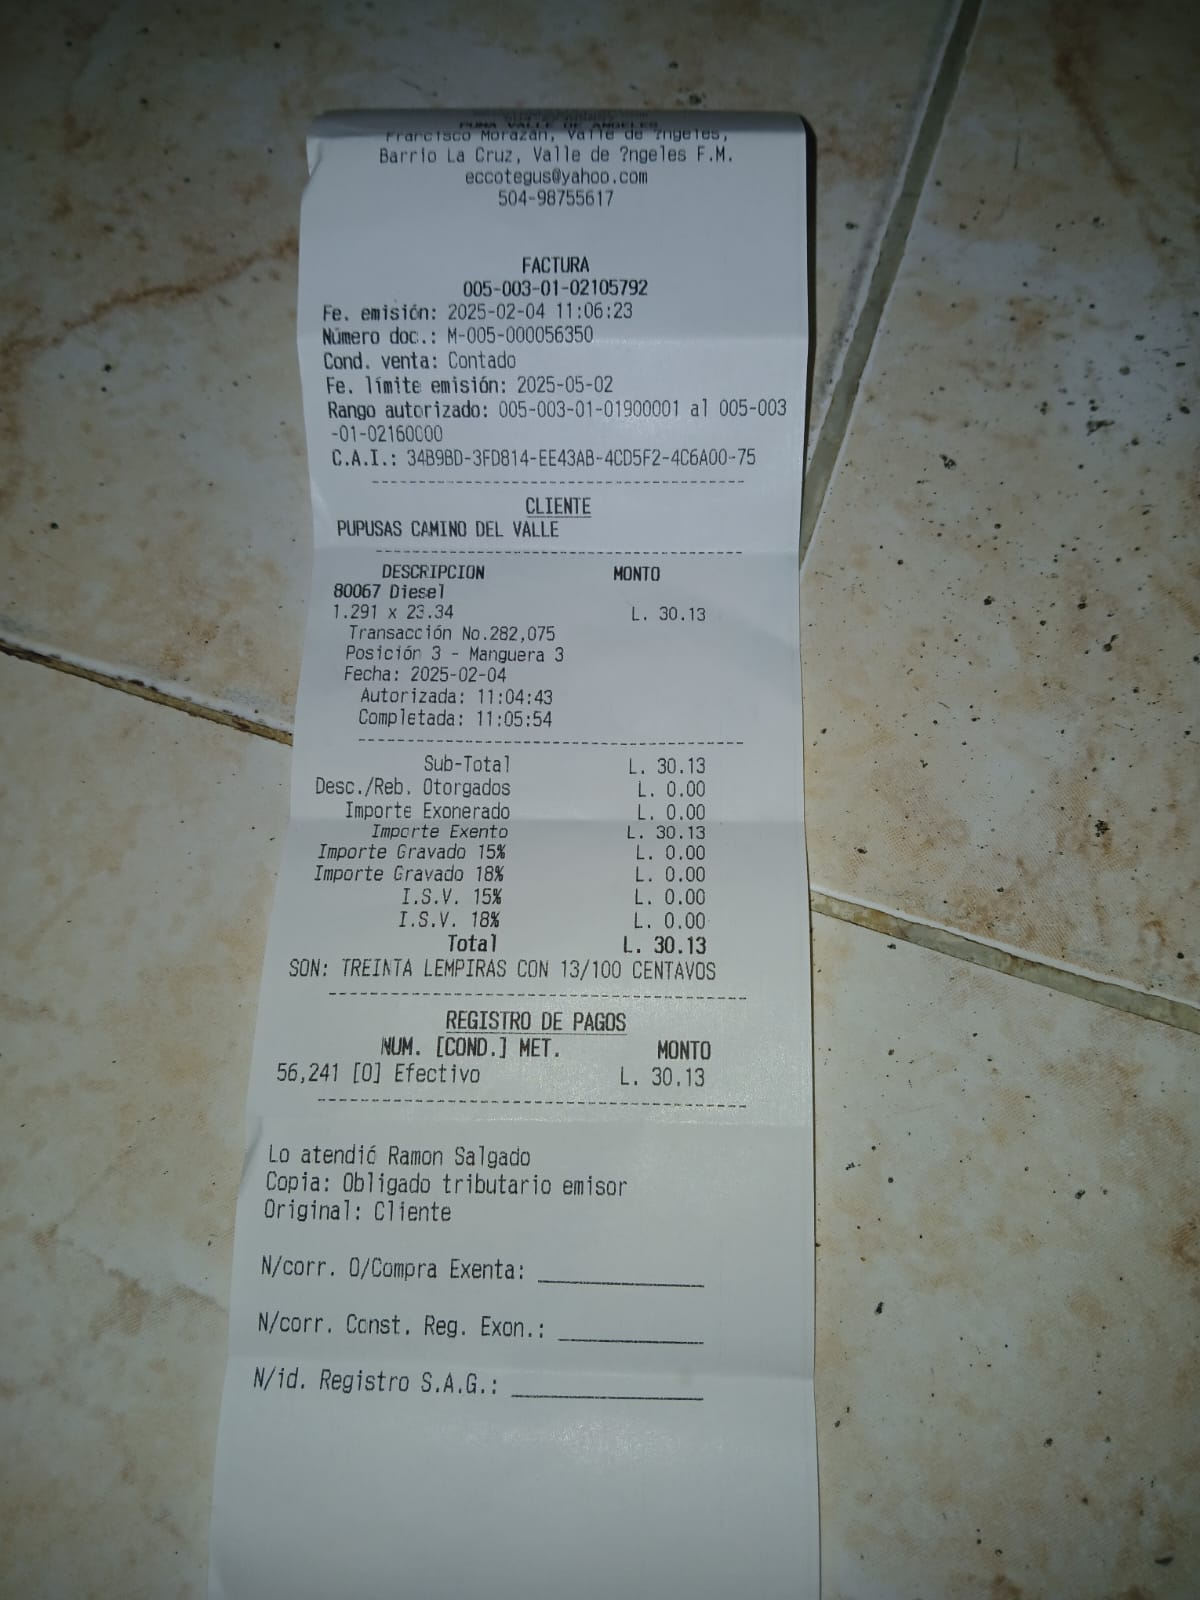 PUMA VALLE DE ANGELES
Francisco Morazán, Valle de ?ngeles,
Barrio La Cruz, Valle de ?ngeles F.M.
eccotegus@yahoo.com
504-98755617
FACTURA
005-003-01-02105792
Fe. emisión: 2025-02-04 11:06:23
Número doc.: M-005-000056350
Cond. venta: Contado
Fe. límite emisión: 2025-05-02
Rango autorizado: 005-003-01-01900001 al 005-003
-01-02160000
C.A.I.: 34B9BD-3FD814-EE43AB-4CD5F2-4C6A00-75
CLIENTE
PUPUSAS CAMINO DEL VALLE
DESCRIPCION MONTO
80067 Diesel
1.291 x 23.34 L. 30.13
Transacción No.282,075
Posición 3 - Manguera 3
Fecha: 2025-02-04
Autorizada: 11:04:43
Completada: 11:05:54
Sub-Total L. 30.13
Desc./Reb. Otorgados L. 0.00
Importe Exonerado L. 0.00
Importe Exento L. 30.13
Importe Gravado 15% L. 0.00
Importe Gravado 18% L. 0.00
I.S.V. 15% L. 0.00
I.S.V. 18% L. 0.00
Total L. 30.13
SON: TREINTA LEMPIRAS CON 13/100 CENTAVOS
REGISTRO DE PAGOS
NUM. [COND.] MET. MONTO
56,241 [0] Efectivo L. 30.13
Lo atendió Ramon Salgado
Copia: Obligado tributario emisor
Original: Cliente
N/corr. O/Compra Exenta:
N/corr. Const. Reg. Exon.:
N/id. Registro S.A.G.: